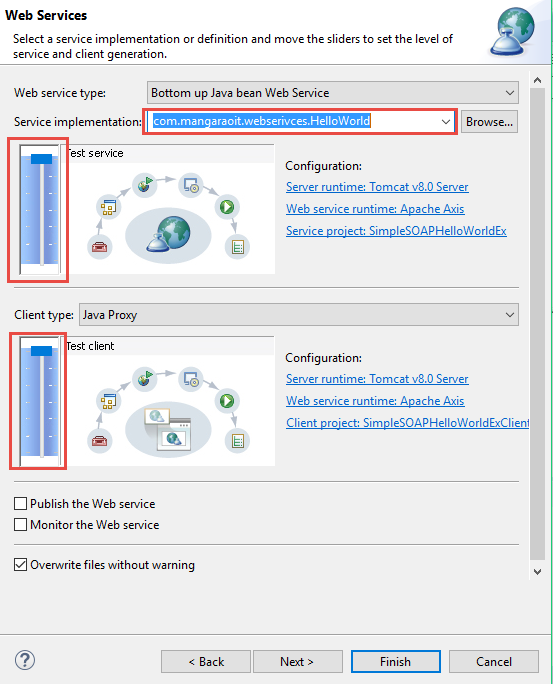 Web Services
Select a service implementation or definition and move the sliders to set the level of
service and client generation.
Web service type: Bottom up Java bean Web Service
Service implementation: com.mangaraoit.webserivces.HelloWorld Browse...
Test service
Configuration:
Server runtime: Tomcat v8.0 Server
Web service runtime: Apache Axis
Service project: SimpleSOAPHelloWorldEx
Client type: Java Proxy
Test client
Configuration:
Server runtime: Tomcat v8.0 Server
Web service runtime: Apache Axis
Client project: SimpleSOAPHelloWorldExClient
Publish the Web service
Monitor the Web service
Overwrite files without warning
? < Back Next > Finish Cancel